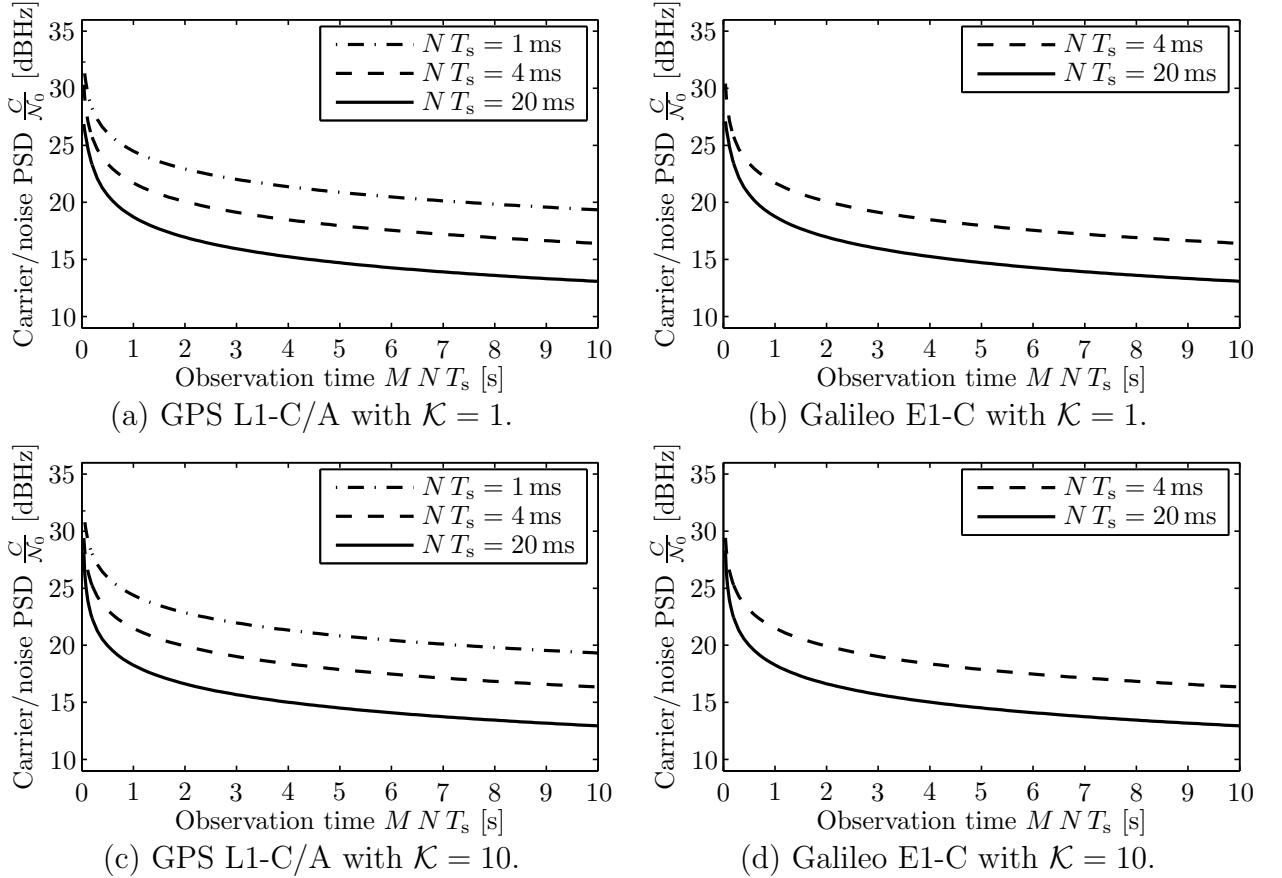 35
30
25
20
15
10
0 1 2 3 4 5 6 7 8 9 10
Carrier/noise PSD C/𝒩₀ [dBHz]
Observation time M N Tₛ [s]
N Tₛ = 1 ms
N Tₛ = 4 ms
N Tₛ = 20 ms
(a) GPS L1-C/A with 𝒦 = 1.
35
30
25
20
15
10
0 1 2 3 4 5 6 7 8 9 10
Carrier/noise PSD C/𝒩₀ [dBHz]
Observation time M N Tₛ [s]
N Tₛ = 4 ms
N Tₛ = 20 ms
(b) Galileo E1-C with 𝒦 = 1.
35
30
25
20
15
10
0 1 2 3 4 5 6 7 8 9 10
Carrier/noise PSD C/𝒩₀ [dBHz]
Observation time M N Tₛ [s]
N Tₛ = 1 ms
N Tₛ = 4 ms
N Tₛ = 20 ms
(c) GPS L1-C/A with 𝒦 = 10.
35
30
25
20
15
10
0 1 2 3 4 5 6 7 8 9 10
Carrier/noise PSD C/𝒩₀ [dBHz]
Observation time M N Tₛ [s]
N Tₛ = 4 ms
N Tₛ = 20 ms
(d) Galileo E1-C with 𝒦 = 10.